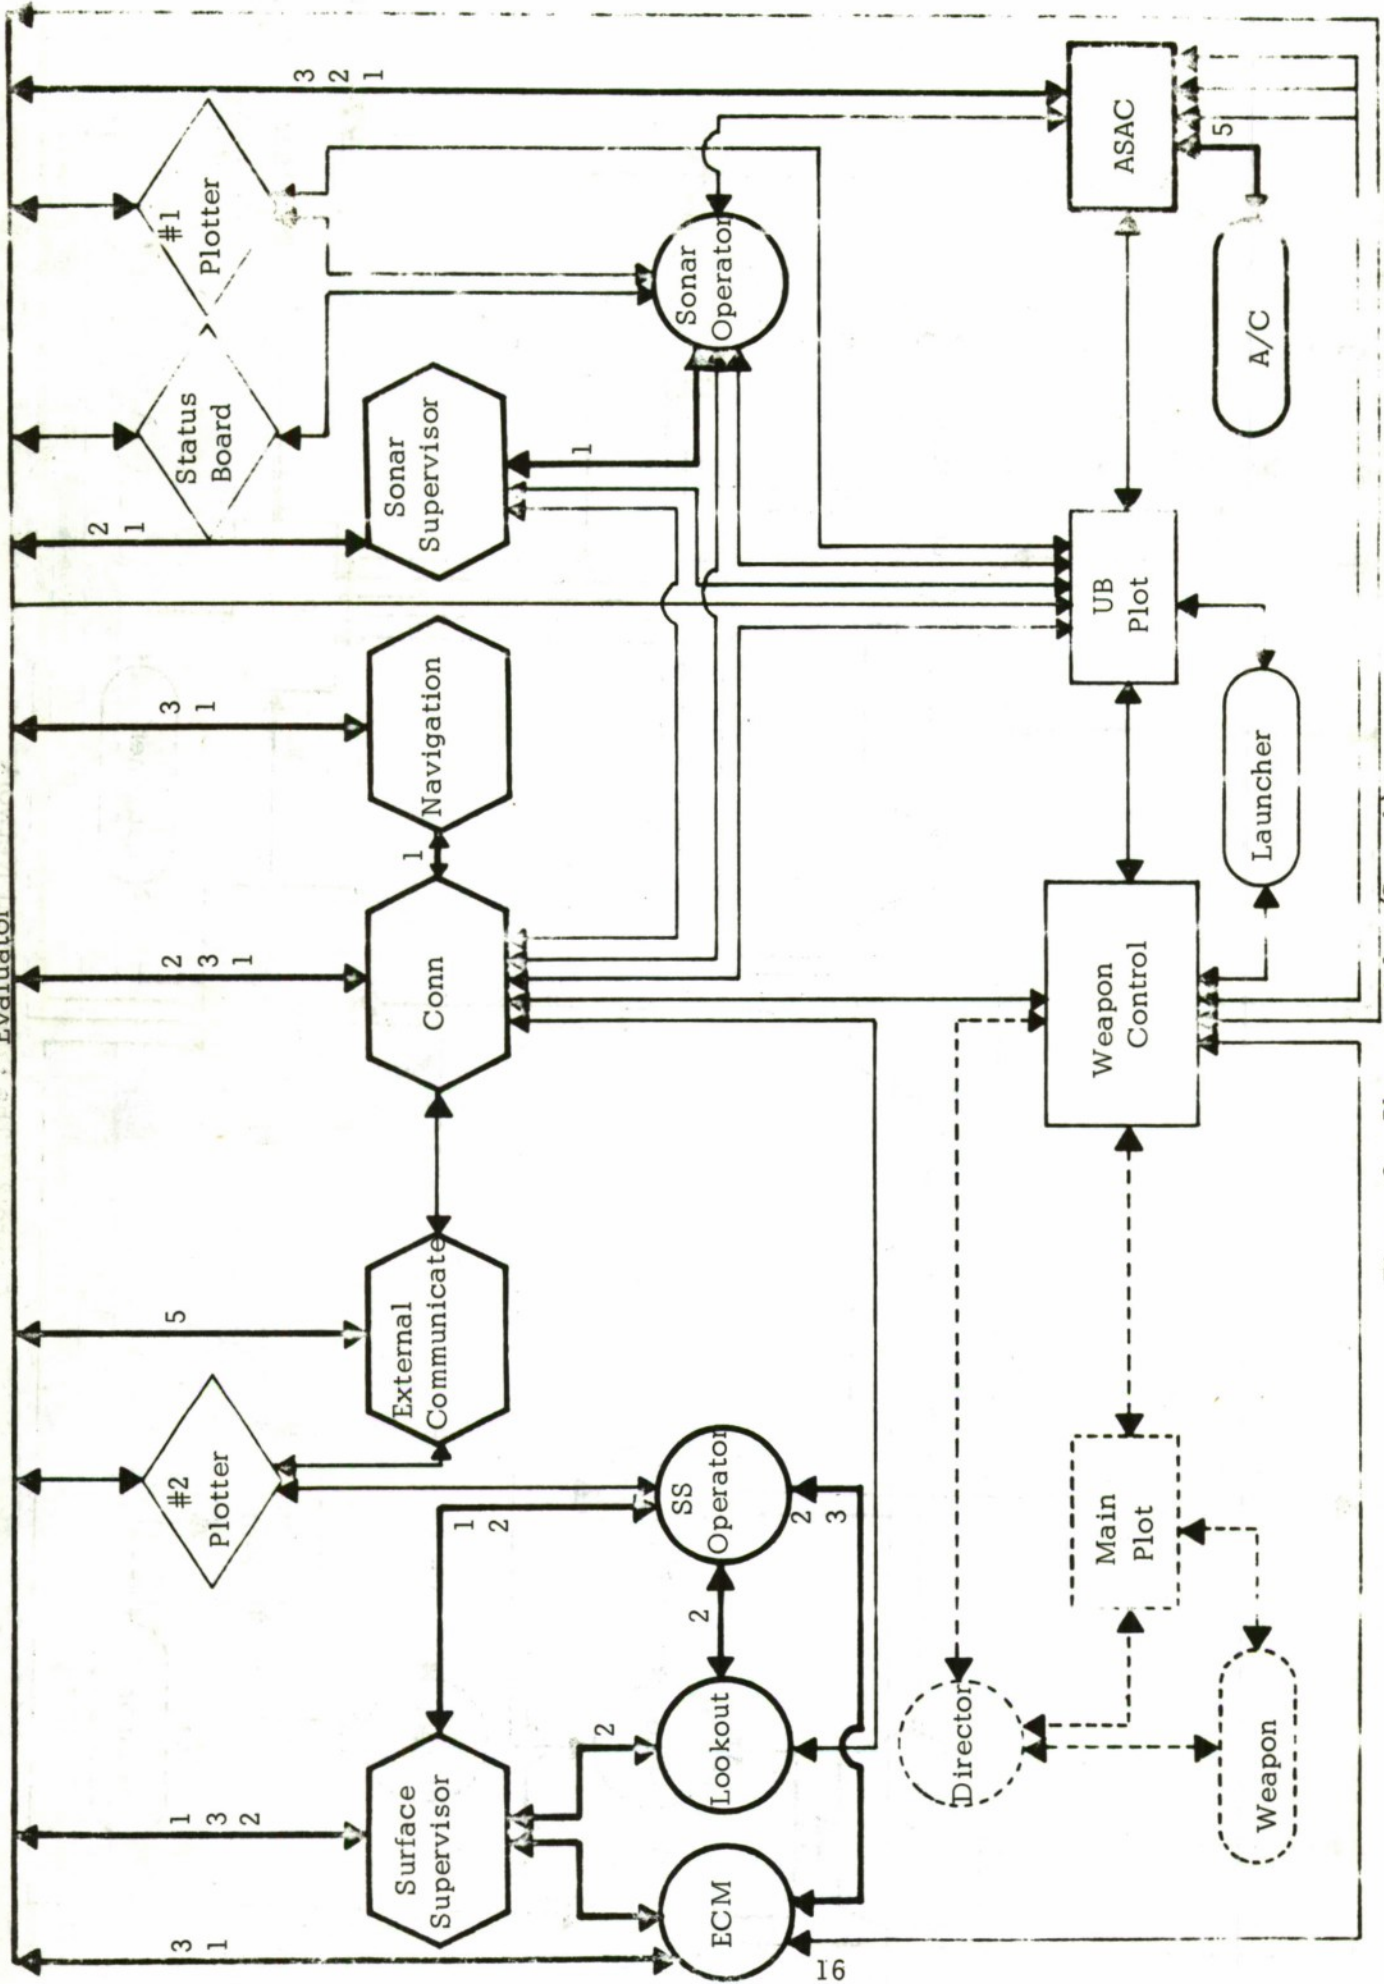 Evaluator
3
1
1
3
2
5
2
3
1
3
1
2
1
3
2
1
#2
Plotter
Status
Board
#1
Plotter
Surface
Supervisor
External
Communicate
Conn
1
Navigation
Sonar
Supervisor
1
2
2
1
ECM
Lookout
2
SS
Operator
Sonar
Operator
2
3
Director
Main
Plot
Weapon
Control
UB
Plot
ASAC
5
Weapon
Launcher
A/C
16